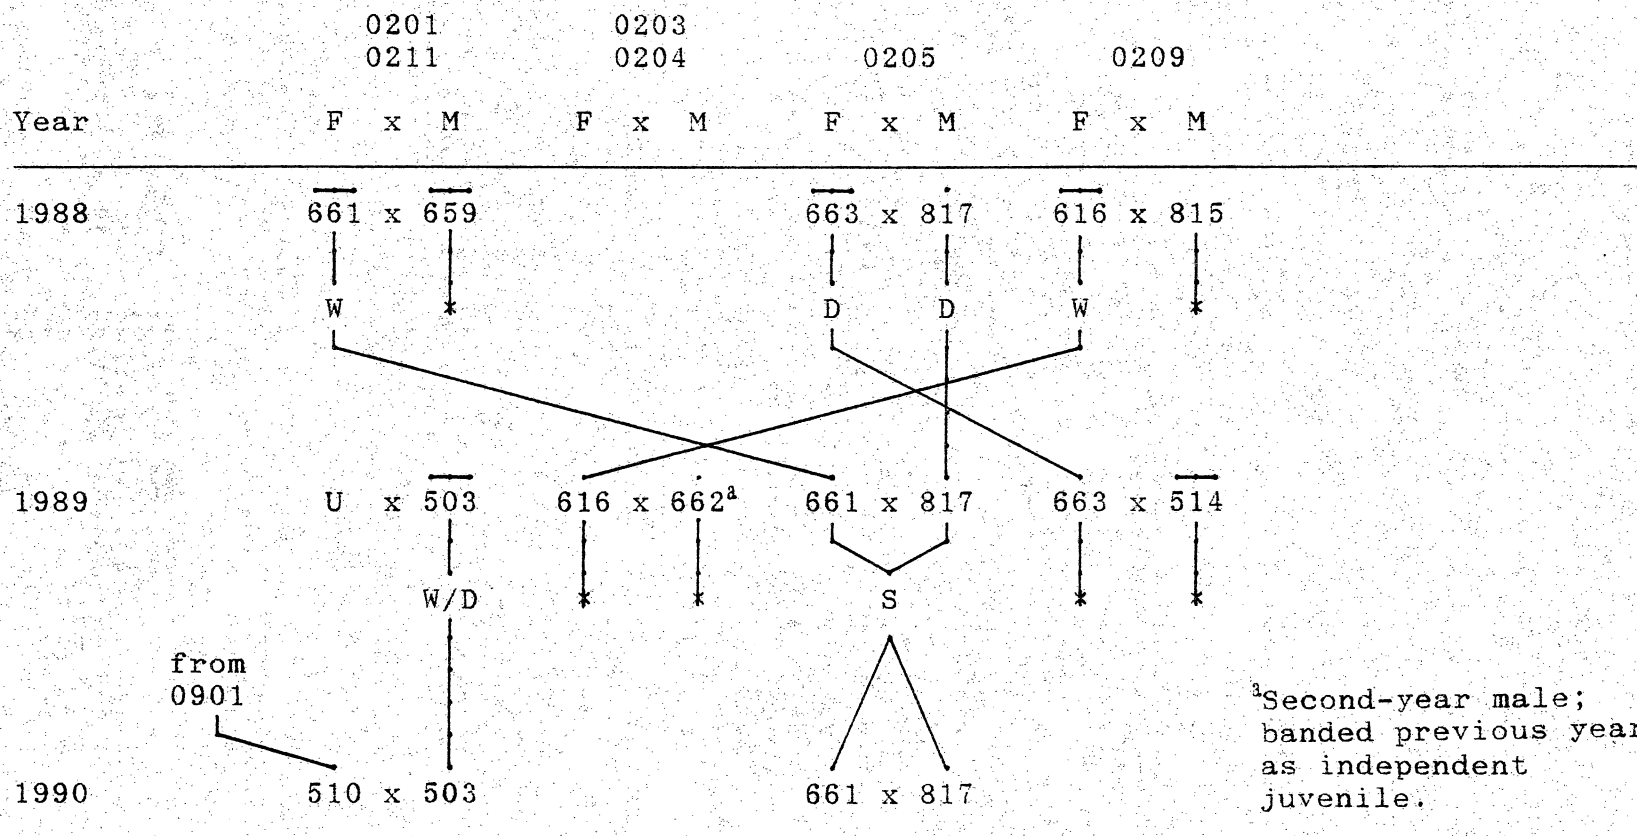 0201 0203
0211 0204 0205 0209
Year F x M F x M F x M F x M
1988 661 x 659 663 x 817 616 x 815
W * D D W *
1989 U x 503 616 x 662ª 661 x 817 663 x 514
W/D * * S * *
from
0901
ªSecond-year male;
banded previous year
as independent
juvenile.
1990 510 x 503 661 x 817